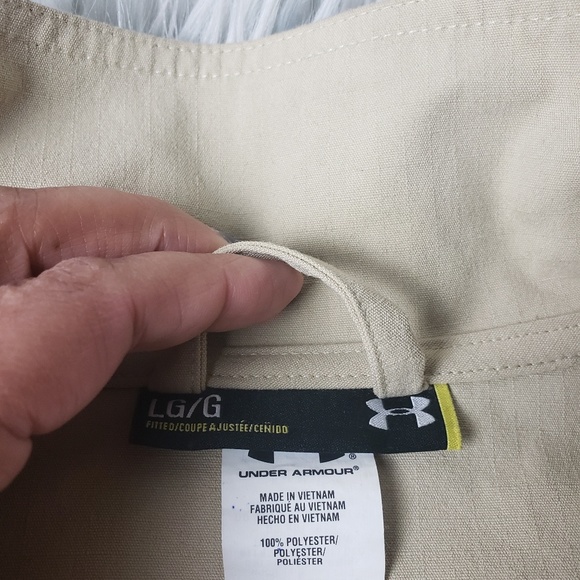 LG/G
FITTED/COUPE AJUSTÉE/CEÑIDO
UNDER ARMOUR®
MADE IN VIETNAM
FABRIQUÉ AU VIETNAM
HECHO EN VIETNAM
100% POLYESTER/
POLYESTER/
POLIÉSTER